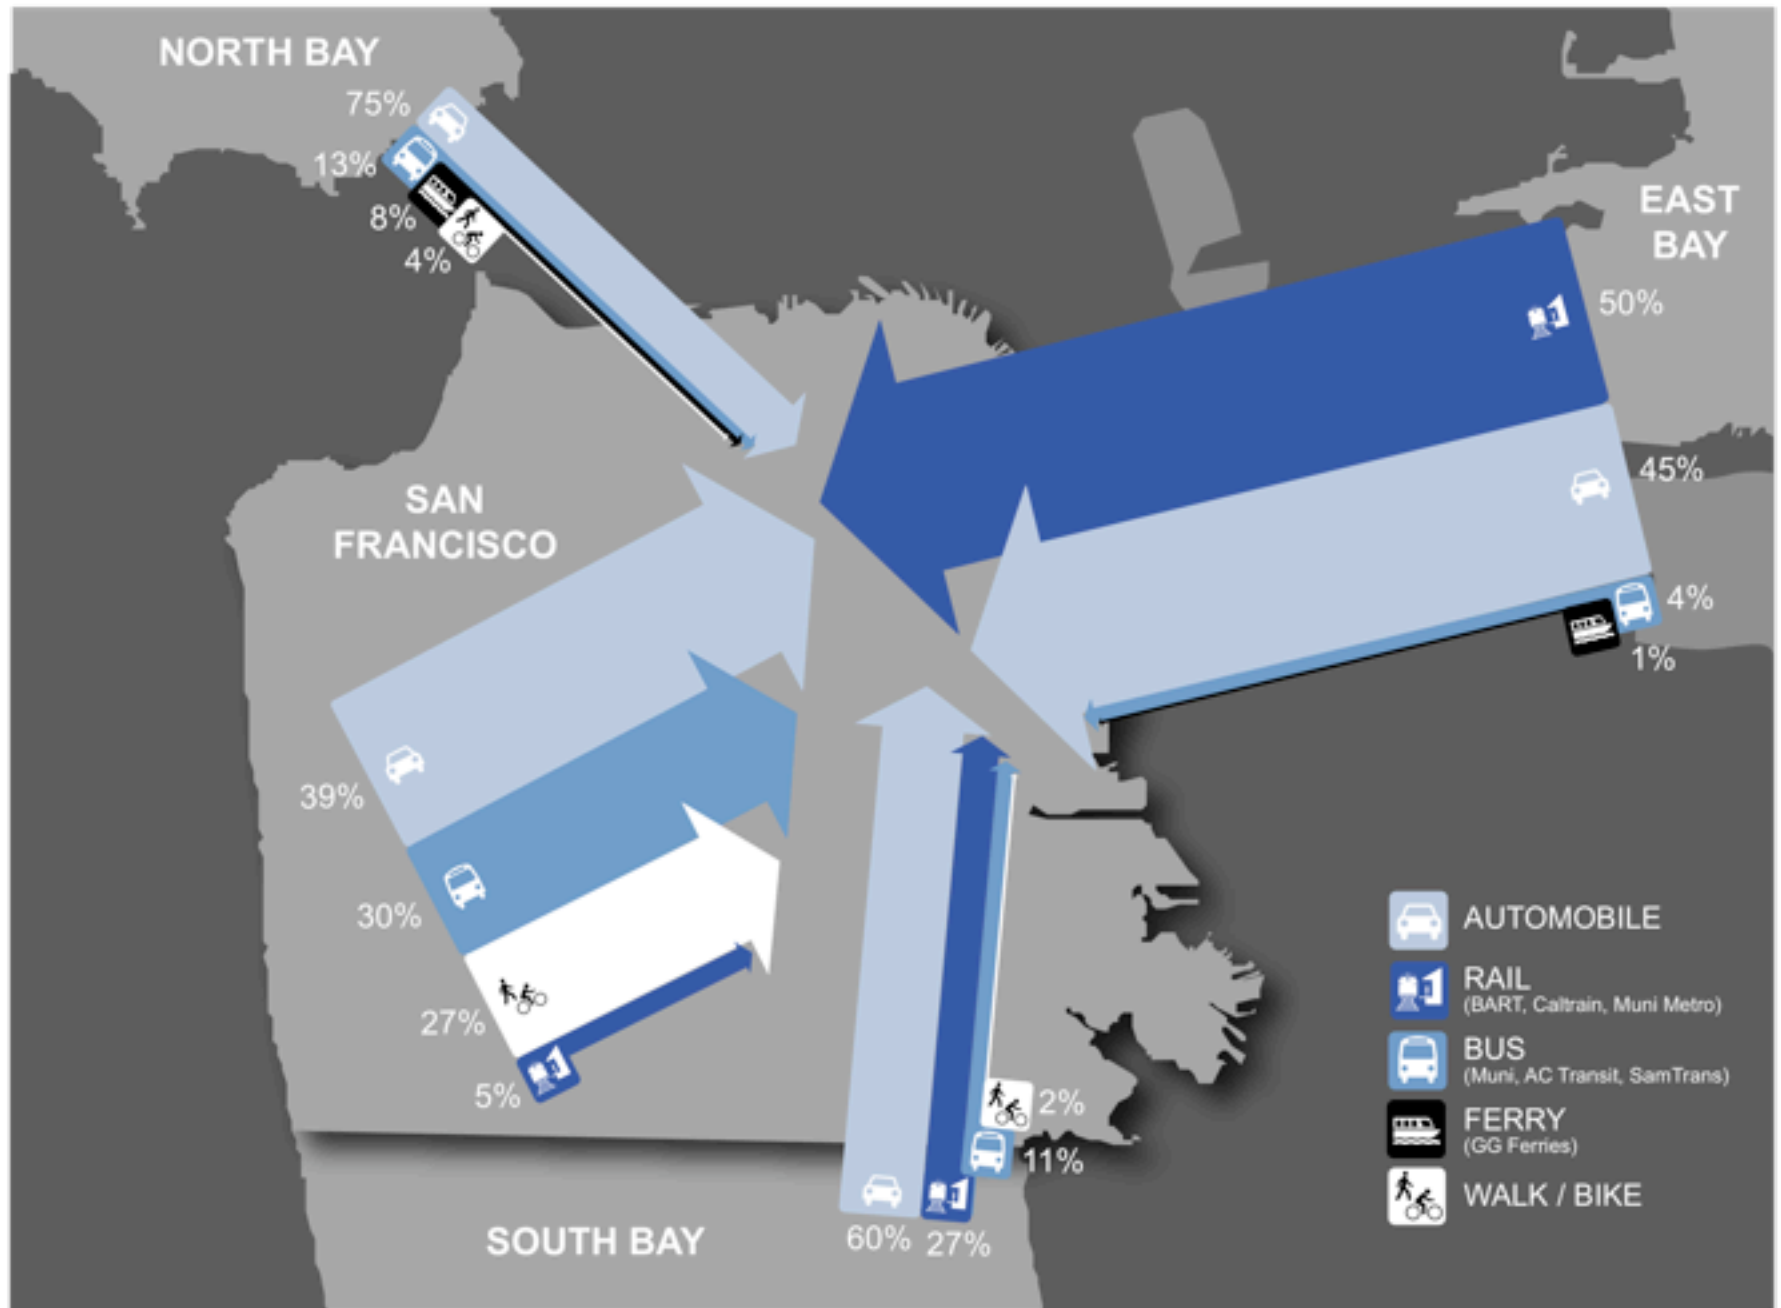 NORTH BAY
75%
13%
8%
4%
EAST
BAY
50%
45%
4%
1%
SAN
FRANCISCO
39%
30%
27%
5%
2%
11%
60%
27%
SOUTH BAY
AUTOMOBILE
RAIL
(BART, Caltrain, Muni Metro)
BUS
(Muni, AC Transit, SamTrans)
FERRY
(GG Ferries)
WALK / BIKE